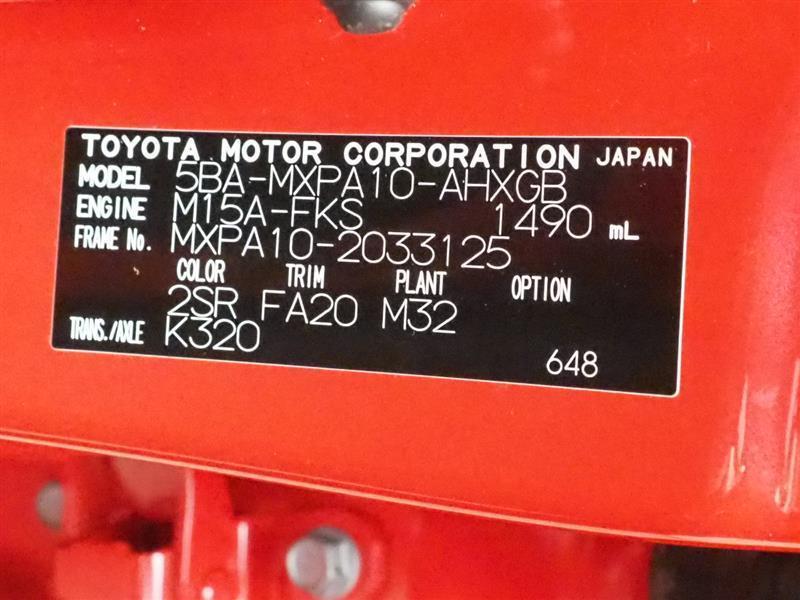 TOYOTA MOTOR CORPORATION JAPAN
MODEL 5BA-MXPA10-AHXGB
ENGINE M15A-FKS 1490 mL
FRAME No. MXPA10-2033125
COLOR TRIM PLANT OPTION
2SR FA20 M32
TRANS./AXLE K320
648